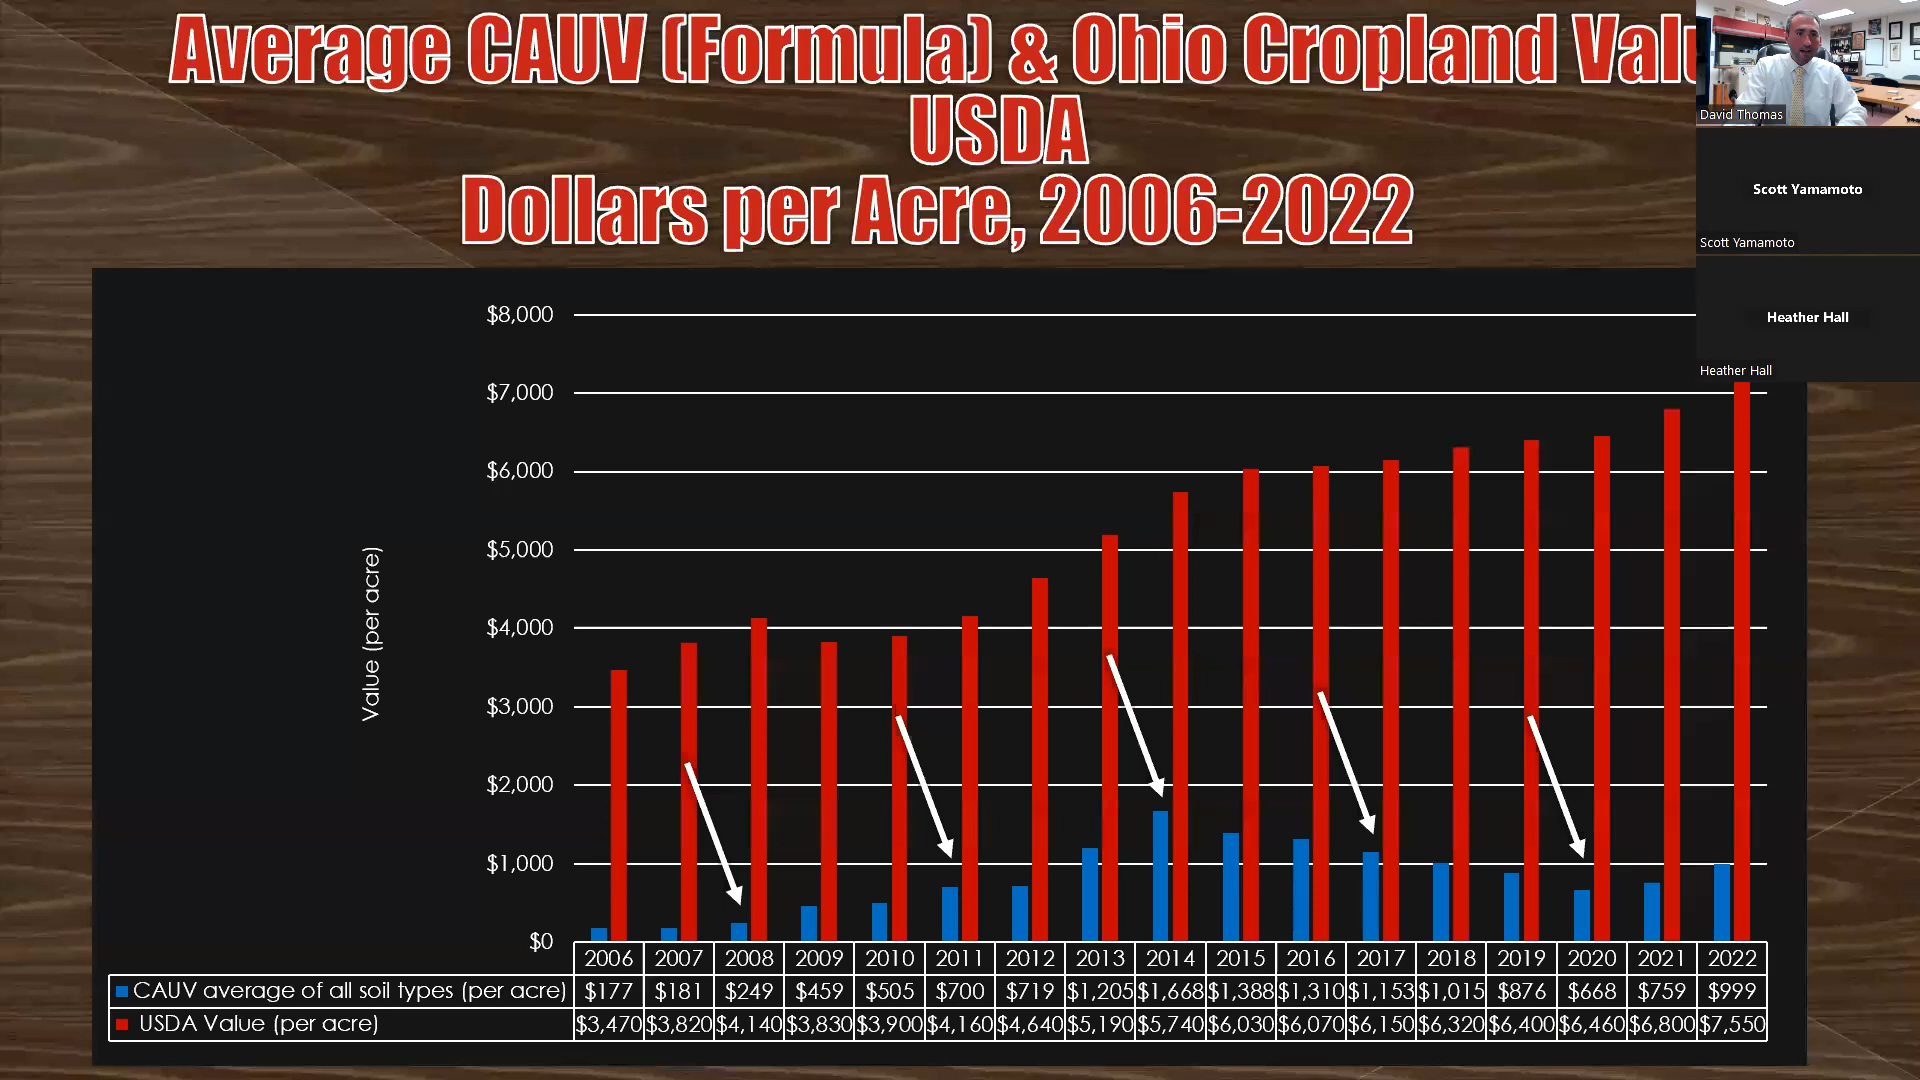 Average CAUV (Formula) & Ohio Cropland Valu
USDA
Dollars per Acre, 2006-2022
David Thomas
Scott Yamamoto
Scott Yamamoto
Heather Hall
Heather Hall
$8,000
$7,000
$6,000
$5,000
$4,000
$3,000
$2,000
$1,000
$0
Value (per acre)
2006 2007 2008 2009 2010 2011 2012 2013 2014 2015 2016 2017 2018 2019 2020 2021 2022
CAUV average of all soil types (per acre) $177 $181 $249 $459 $505 $700 $719 $1,205 $1,668 $1,388 $1,310 $1,153 $1,015 $876 $668 $759 $999
USDA Value (per acre) $3,470 $3,820 $4,140 $3,830 $3,900 $4,160 $4,640 $5,190 $5,740 $6,030 $6,070 $6,150 $6,320 $6,400 $6,460 $6,800 $7,550